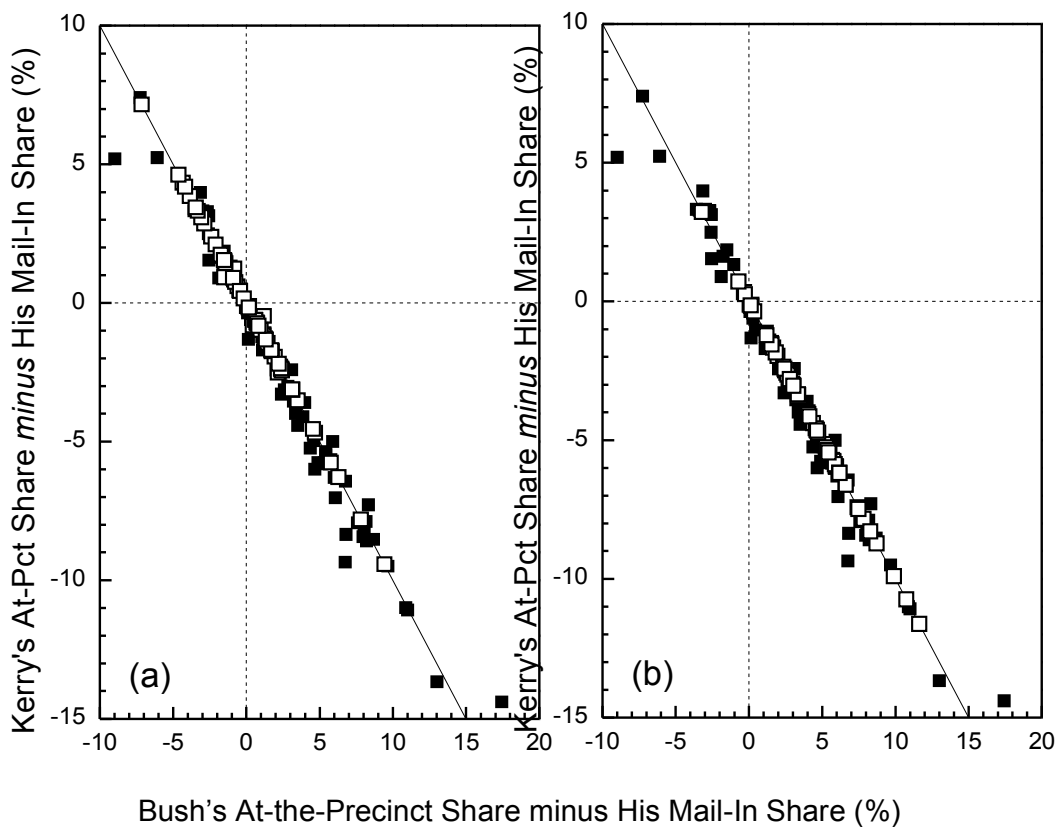 Kerry's At-Pct Share minus His Mail-In Share (%)
10
5
0
-5
-10
-15
-10 -5 0 5 10 15 20
(a)
Kerry's At-Pct Share minus His Mail-In Share (%)
10
5
0
-5
-10
-15
-10 -5 0 5 10 15 20
(b)
Bush’s At-the-Precinct Share minus His Mail-In Share (%)